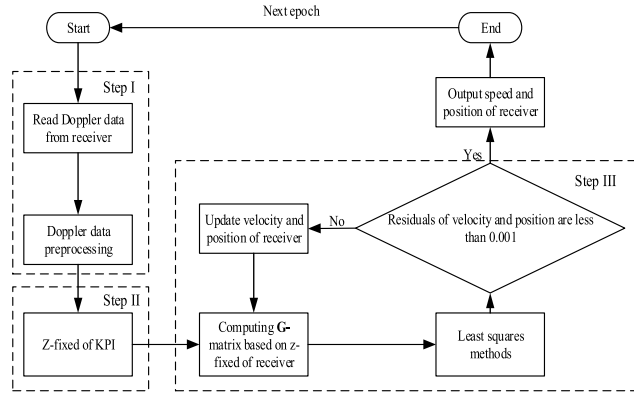 Next epoch
Start
End
Step I
Read Doppler data
from receiver
Doppler data
preprocessing
Step II
Z-fixed of KPI
Output speed and
position of receiver
Yes
Step III
Residuals of velocity and position are less
than 0.001
No
Update velocity and
position of receiver
Computing G-
matrix based on z-
fixed of receiver
Least squares
methods